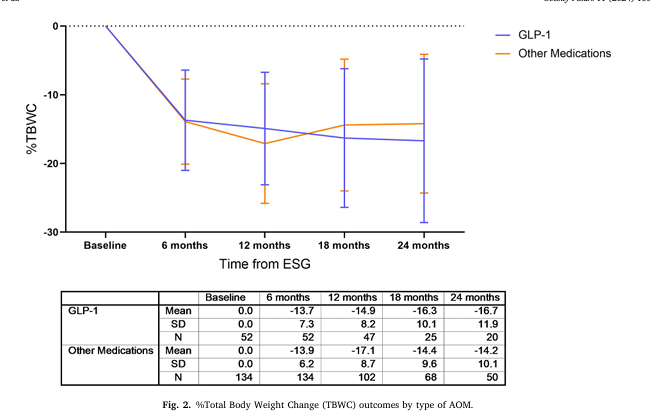 GLP-1
Other Medications
0
-10
-20
-30
%TBWC
Baseline 6 months 12 months 18 months 24 months
Time from ESG
Baseline 6 months 12 months 18 months 24 months
GLP-1 Mean 0.0 -13.7 -14.9 -16.3 -16.7
SD 0.0 7.3 8.2 10.1 11.9
N 52 52 47 25 20
Other Medications Mean 0.0 -13.9 -17.1 -14.4 -14.2
SD 0.0 6.2 8.7 9.6 10.1
N 134 134 102 68 50
Fig. 2. %Total Body Weight Change (TBWC) outcomes by type of AOM.